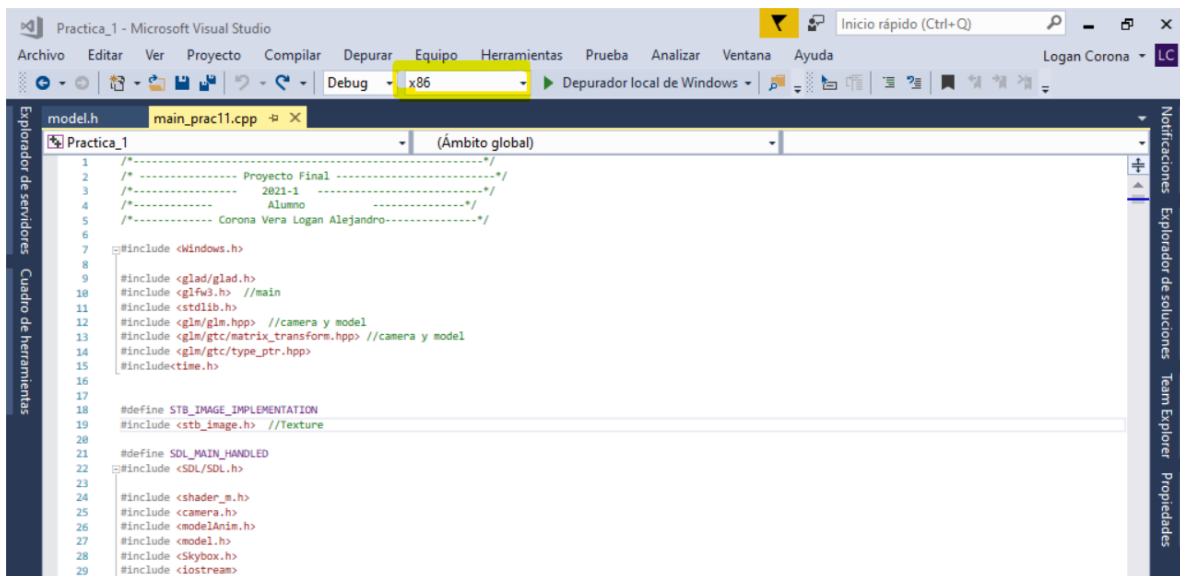 Practica_1 - Microsoft Visual Studio
Inicio rápido (Ctrl+Q)
Archivo Editar Ver Proyecto Compilar Depurar Equipo Herramientas Prueba Analizar Ventana Ayuda
Logan Corona LC
Debug x86 Depurador local de Windows
Explorador de servidores
Cuadro de herramientas
model.h main_prac11.cpp
Practica_1 (Ámbito global)
1 /*---------------------------------------------------------*/
2 /* ---------------- Proyecto Final --------------------------*/
3 /*----------------- 2021-1 ---------------------------*/
4 /*------------- Alumno ---------------*/
5 /*------------- Corona Vera Logan Alejandro---------------*/
6
7 #include <Windows.h>
8
9 #include <glad/glad.h>
10 #include <glfw3.h> //main
11 #include <stdlib.h>
12 #include <glm/glm.hpp> //camera y model
13 #include <glm/gtc/matrix_transform.hpp> //camera y model
14 #include <glm/gtc/type_ptr.hpp>
15 #include<time.h>
16
17
18 #define STB_IMAGE_IMPLEMENTATION
19 #include <stb_image.h> //Texture
20
21 #define SDL_MAIN_HANDLED
22 #include <SDL/SDL.h>
23
24 #include <shader_m.h>
25 #include <camera.h>
26 #include <modelAnim.h>
27 #include <model.h>
28 #include <Skybox.h>
29 #include <iostream>
Notificaciones
Explorador de soluciones
Team Explorer
Propiedades